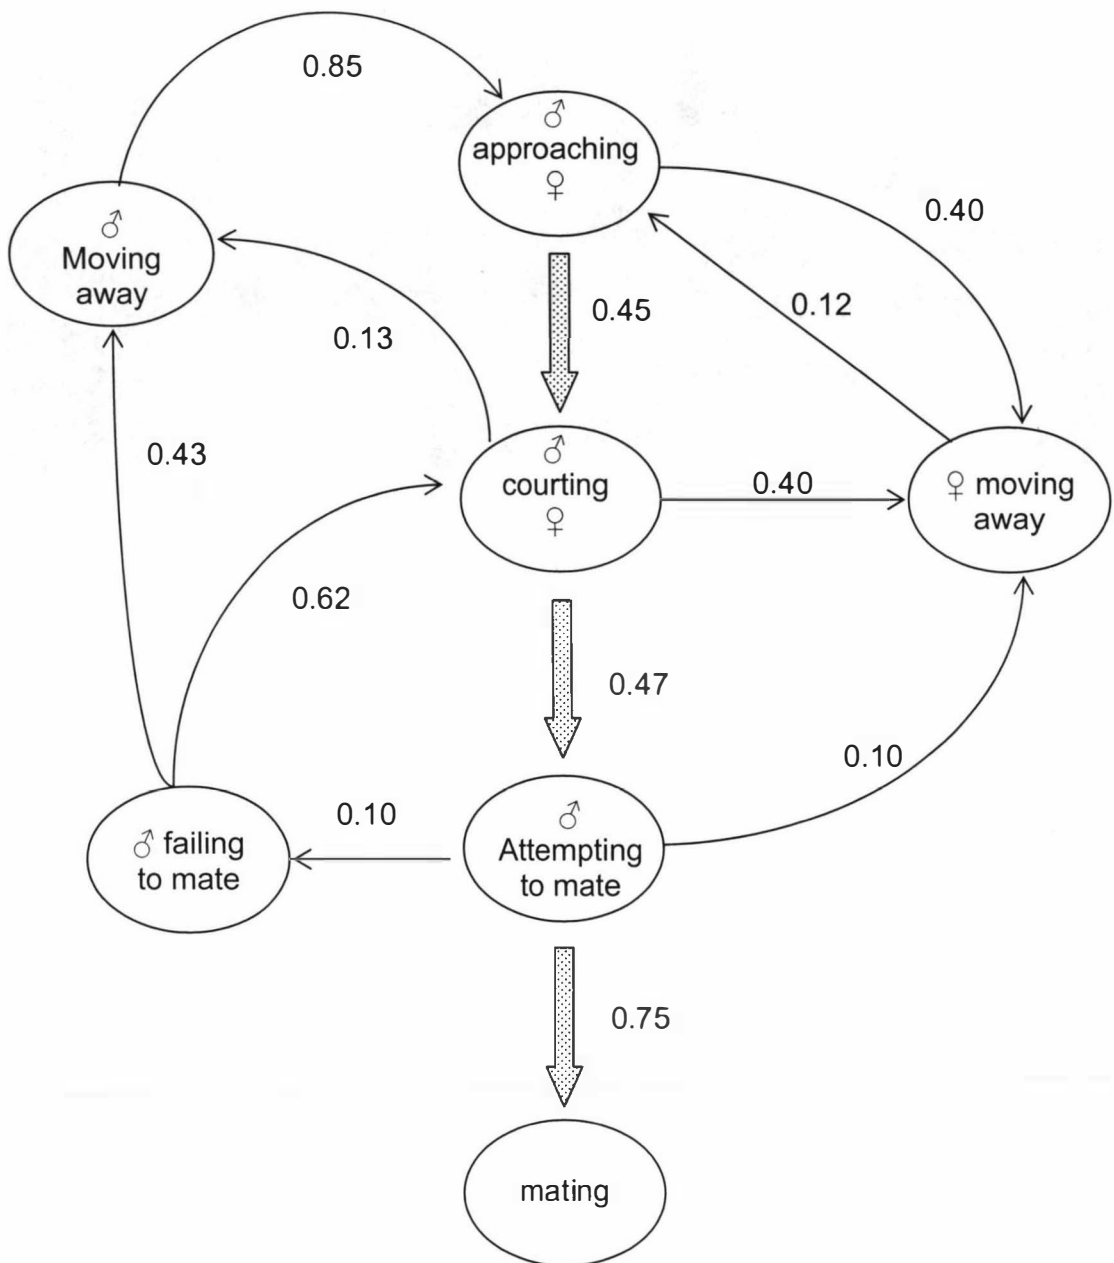 0.85
♂
approaching
♀
0.40
♂
Moving
away
0.12
0.45
0.13
♂
courting
♀
0.43
0.40
♀ moving
away
0.62
0.47
0.10
0.10
♂ failing
to mate
♂
Attempting
to mate
0.75
mating